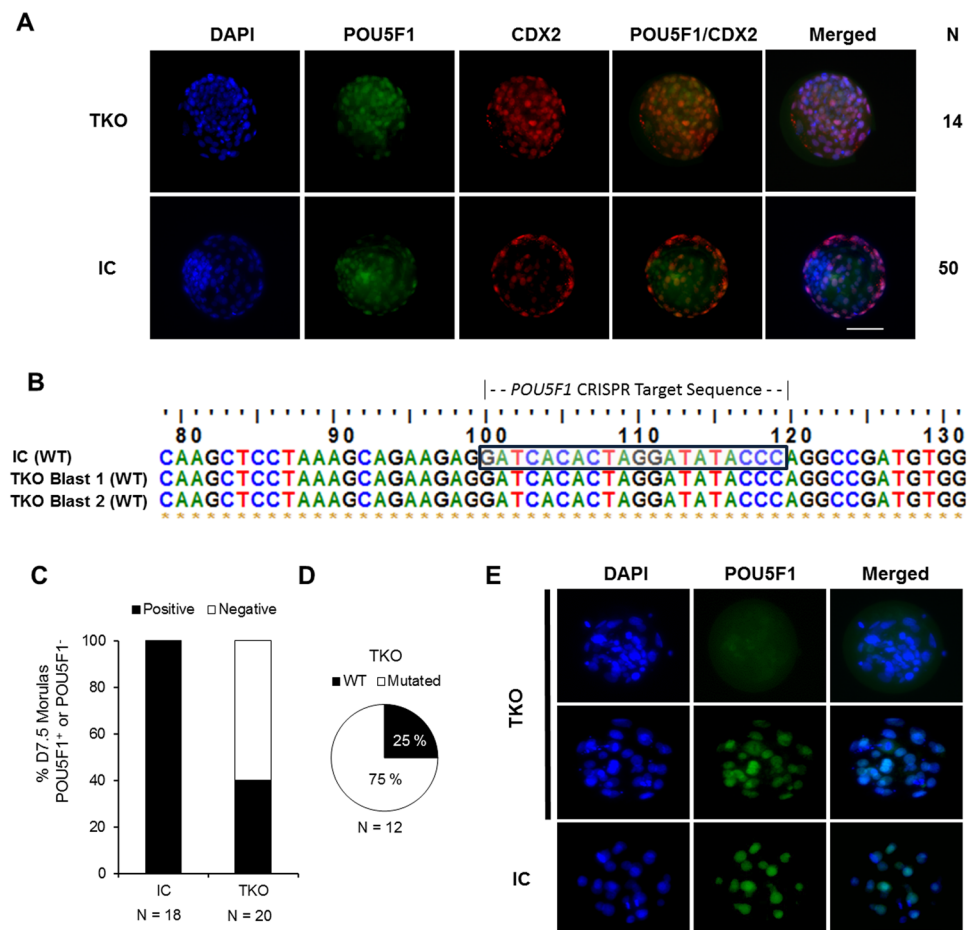 A
DAPI POU5F1 CDX2 POU5F1/CDX2 Merged N
TKO 14
IC 50
B
- - POU5F1 CRISPR Target Sequence - -
80 90 100 110 120 130
IC (WT) CAAGCTCCTAAAGCAGAAGAGGATCACACTAGGATATACCCAGGCCGATGTGG
TKO Blast 1 (WT) CAAGCTCCTAAAGCAGAAGAGGATCACACTAGGATATACCCAGGCCGATGTGG
TKO Blast 2 (WT) CAAGCTCCTAAAGCAGAAGAGGATCACACTAGGATATACCCAGGCCGATGTGG
* * * * * * * * * * * * * * * * * * * * * * * * * * * * * * * * * * * * * * * * * * * * * * * * * * * * *
C
Positive Negative
% D7.5 Morulas
POU5F1+ or POU5F1-
100
80
60
40
20
0
IC TKO
N = 18 N = 20
D
TKO
WT Mutated
25 %
75 %
N = 12
E
DAPI POU5F1 Merged
TKO
IC